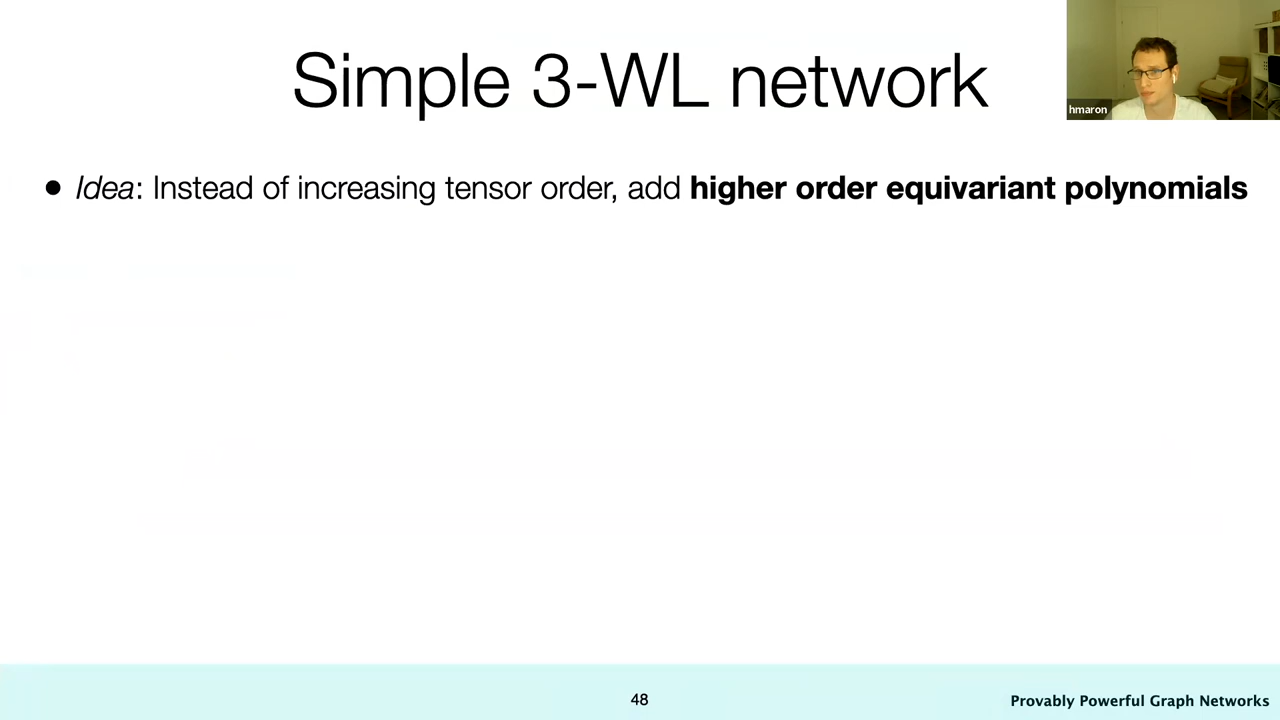 Simple 3-WL network
hmaron
• Idea: Instead of increasing tensor order, add higher order equivariant polynomials
48
Provably Powerful Graph Networks